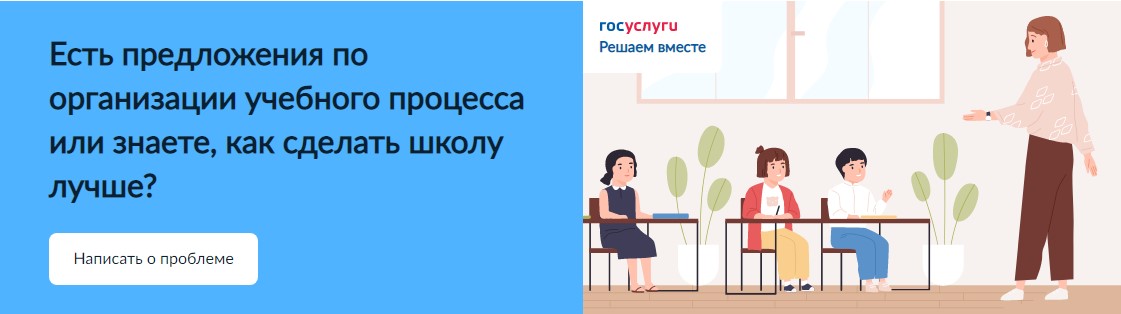 Есть предложения по
организации учебного процесса
или знаете, как сделать школу
лучше?
Написать о проблеме
госуслуги
Решаем вместе